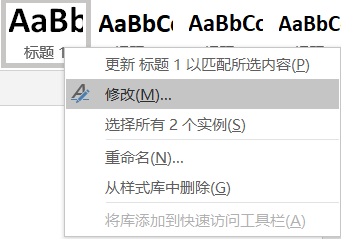 AaBb AaBbC AaBbCc AaBbCc
标题 1
更新 标题 1 以匹配所选内容(P)
修改(M)...
选择所有 2 个实例(S)
重命名(N)...
从样式库中删除(G)
将库添加到快速访问工具栏(A)